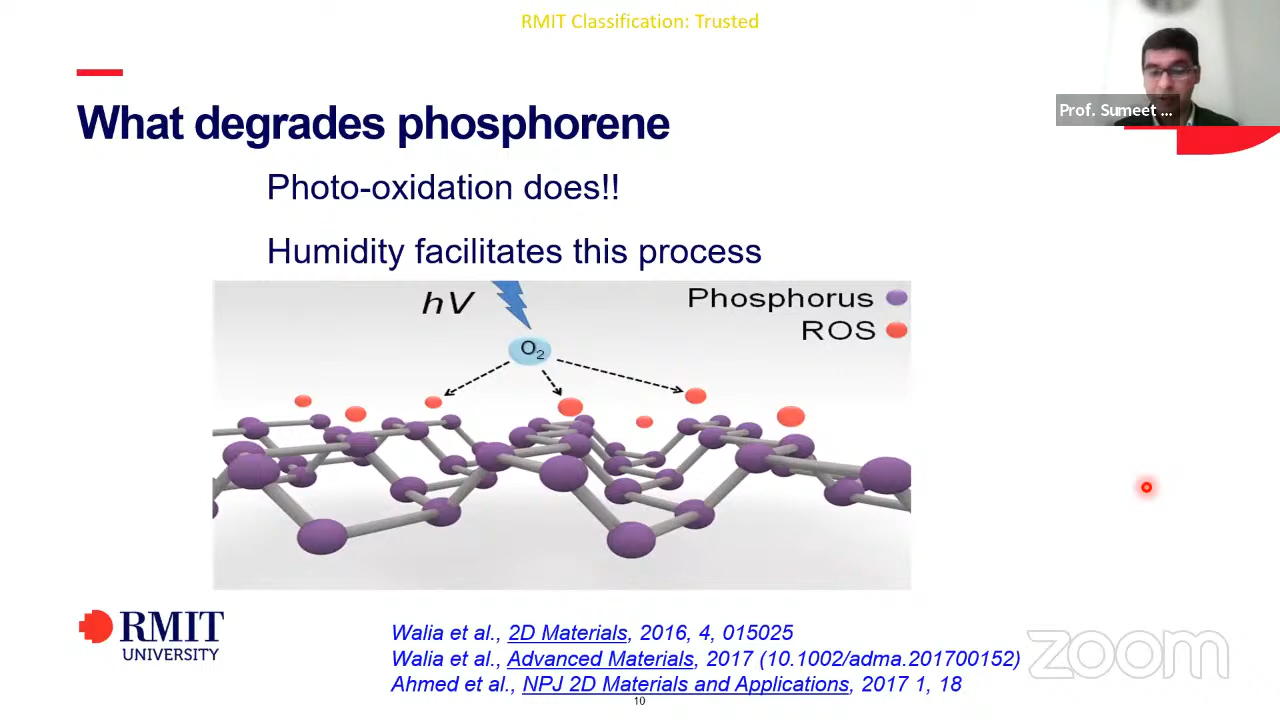 RMIT Classification: Trusted
Prof. Sumeet ...
What degrades phosphorene
Photo-oxidation does!!
Humidity facilitates this process
hV
Phosphorus
ROS
O2
RMIT
UNIVERSITY
Walia et al., 2D Materials, 2016, 4, 015025
Walia et al., Advanced Materials, 2017 (10.1002/adma.201700152)
Ahmed et al., NPJ 2D Materials and Applications, 2017 1, 18
10
zoom